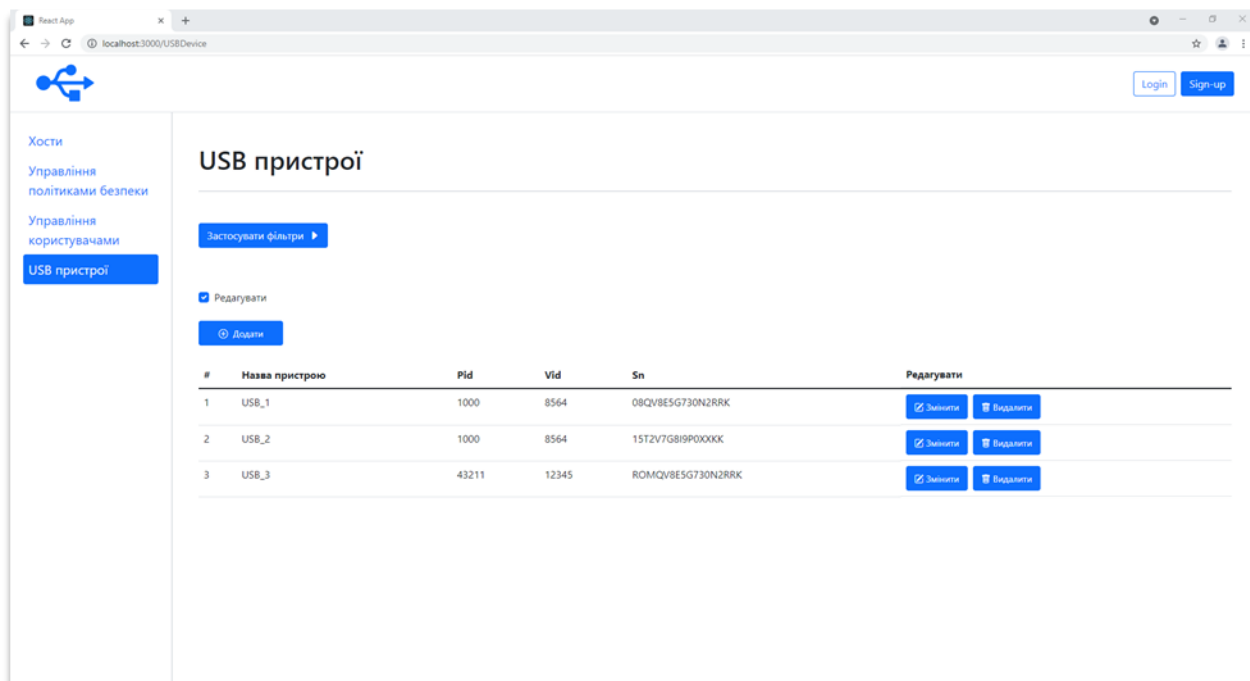 React App
localhost:3000/USBDevice
Login Sign-up
Хости
Управління
політиками безпеки
Управління
користувачами
USB пристрої
USB пристрої
Застосувати фільтри
Редагувати
Додати
# Назва пристрою Pid Vid Sn Редагувати
1 USB_1 1000 8564 08QV8E5G730N2RRK Змінити Видалити
2 USB_2 1000 8564 15T2V7G8I9P0XXKK Змінити Видалити
3 USB_3 43211 12345 ROMQV8E5G730N2RRK Змінити Видалити